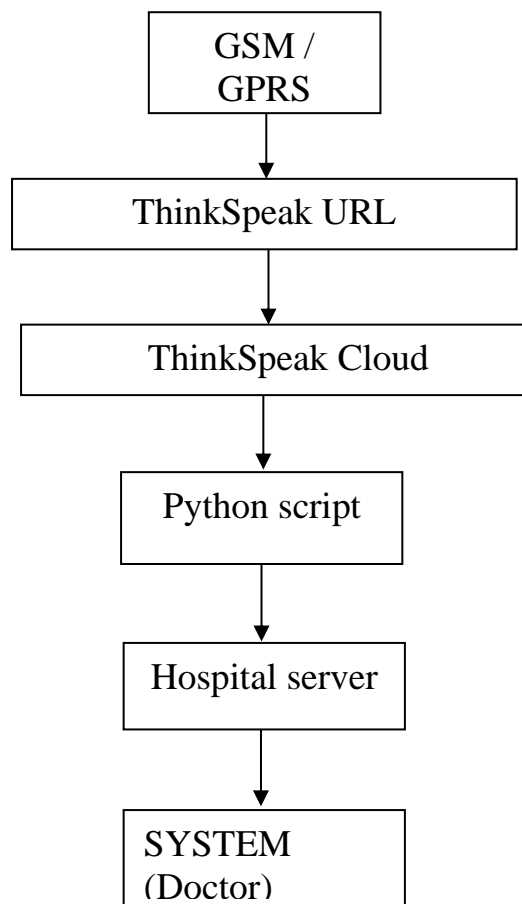 GSM /
GPRS
ThinkSpeak URL
ThinkSpeak Cloud
Python script
Hospital server
SYSTEM
(Doctor)